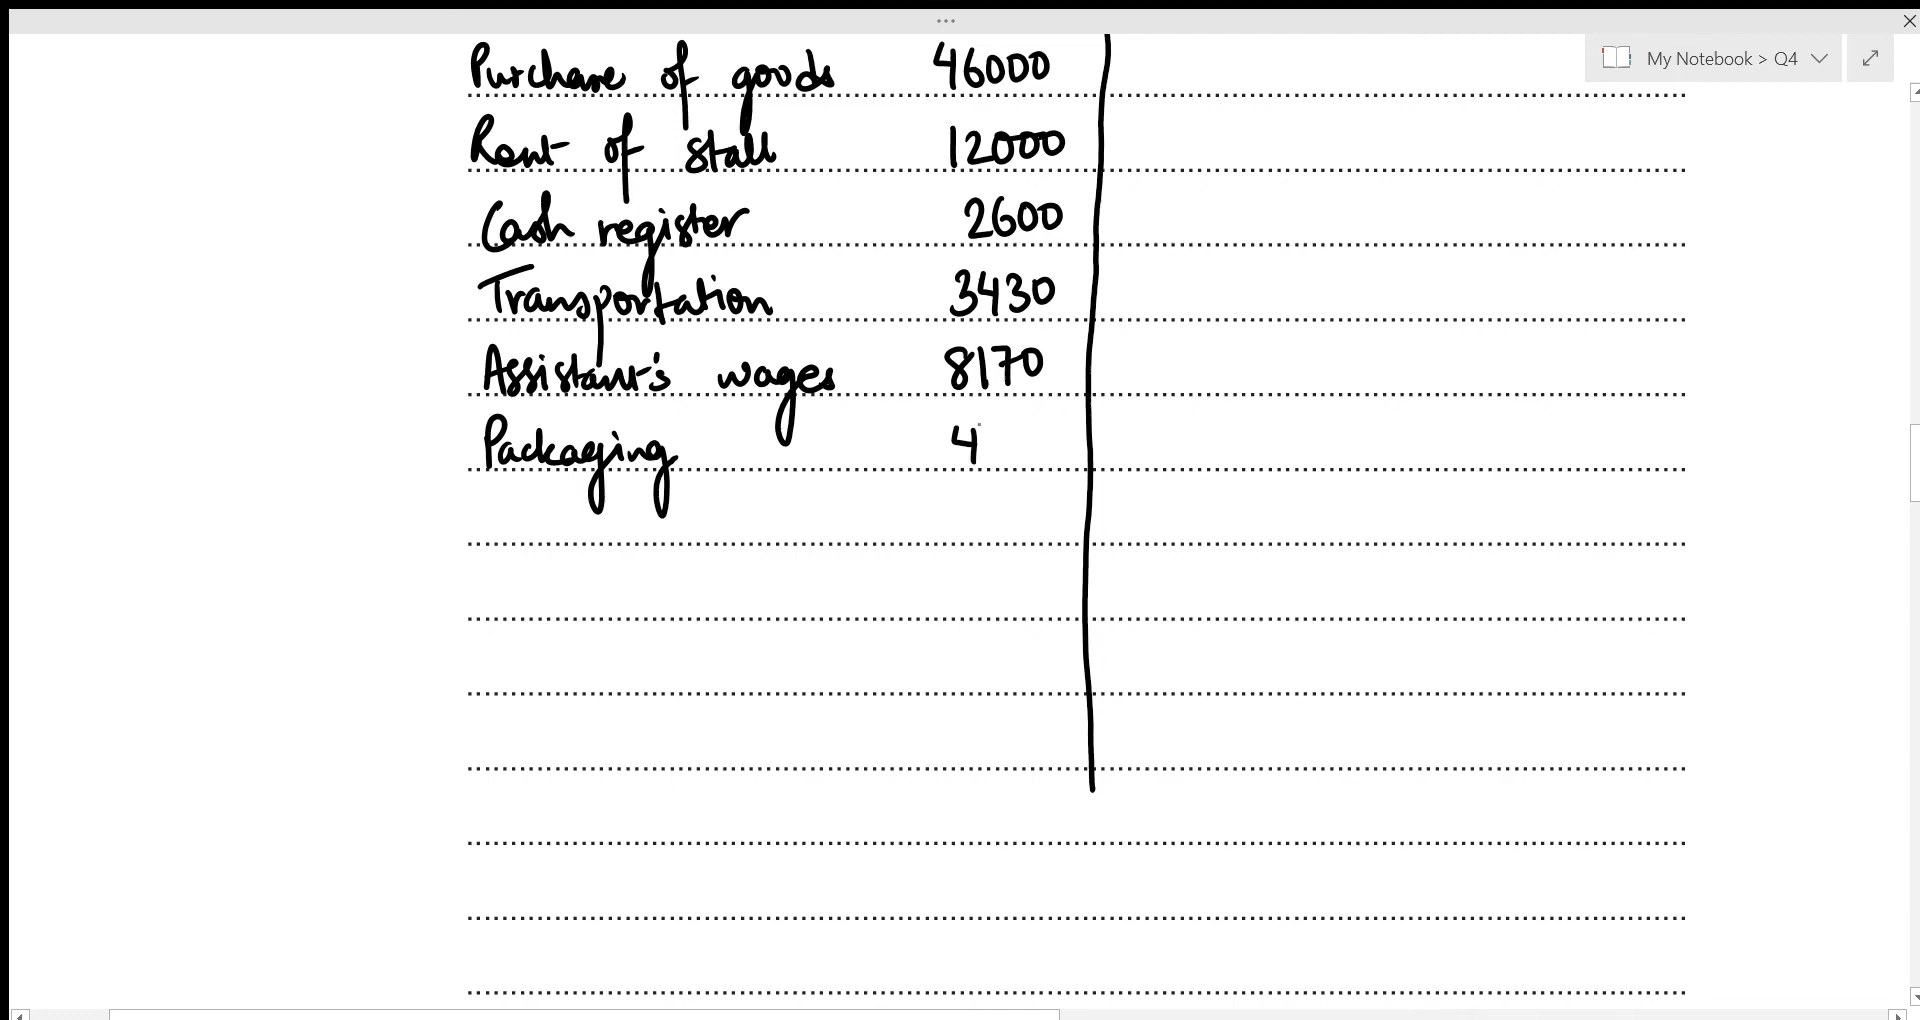 My Notebook > Q4
Purchase of goods 46000
Rent of stall 12000
Cash register 2600
Transportation 3430
Assistant's wages 8170
Packaging 4